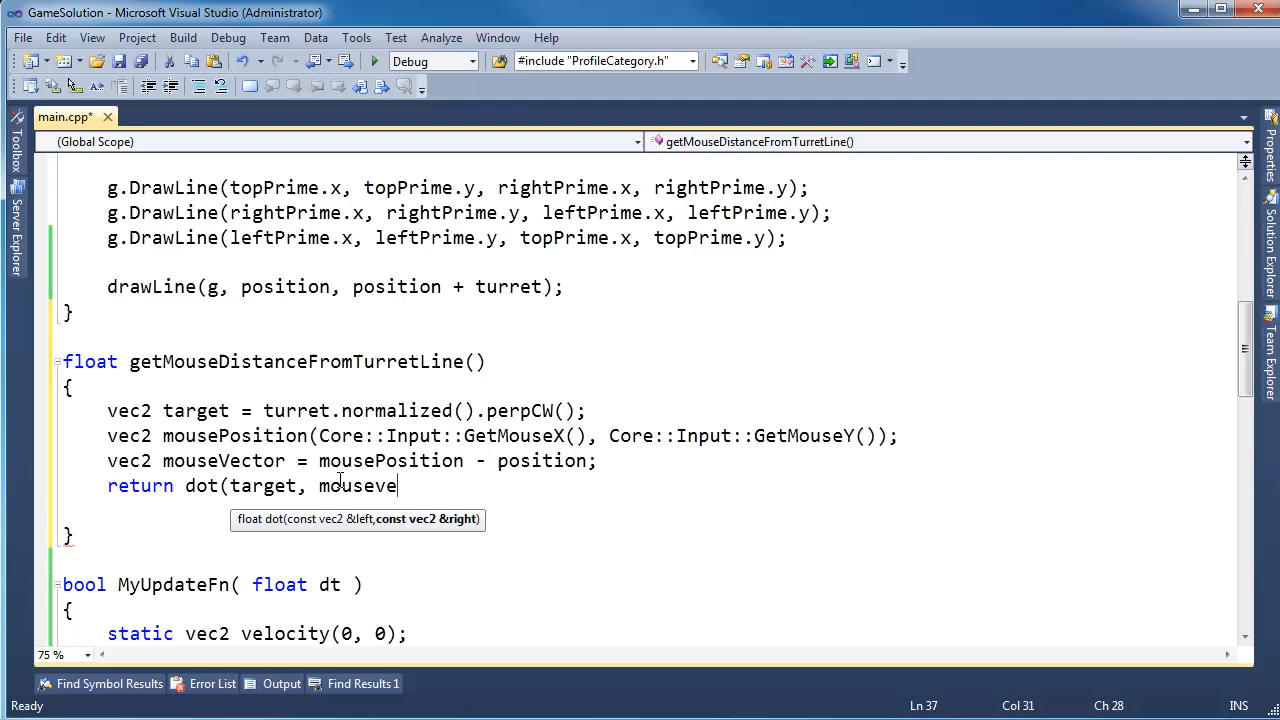 GameSolution - Microsoft Visual Studio (Administrator)
File Edit View Project Build Debug Team Data Tools Test Analyze Window Help
Debug #include "ProfileCategory.h"
main.cpp*
(Global Scope) getMouseDistanceFromTurretLine()
g.DrawLine(topPrime.x, topPrime.y, rightPrime.x, rightPrime.y);
g.DrawLine(rightPrime.x, rightPrime.y, leftPrime.x, leftPrime.y);
g.DrawLine(leftPrime.x, leftPrime.y, topPrime.x, topPrime.y);
drawLine(g, position, position + turret);
}
float getMouseDistanceFromTurretLine()
{
vec2 target = turret.normalized().perpCW();
vec2 mousePosition(Core::Input::GetMouseX(), Core::Input::GetMouseY());
vec2 mouseVector = mousePosition - position;
return dot(target, mouseve
float dot(const vec2 &left,const vec2 &right)
}
bool MyUpdateFn( float dt )
{
static vec2 velocity(0, 0);
75 %
Find Symbol Results Error List Output Find Results 1
Ready Ln 37 Col 31 Ch 28 INS
Toolbox
Server Explorer
Properties
Solution Explorer
Team Explorer